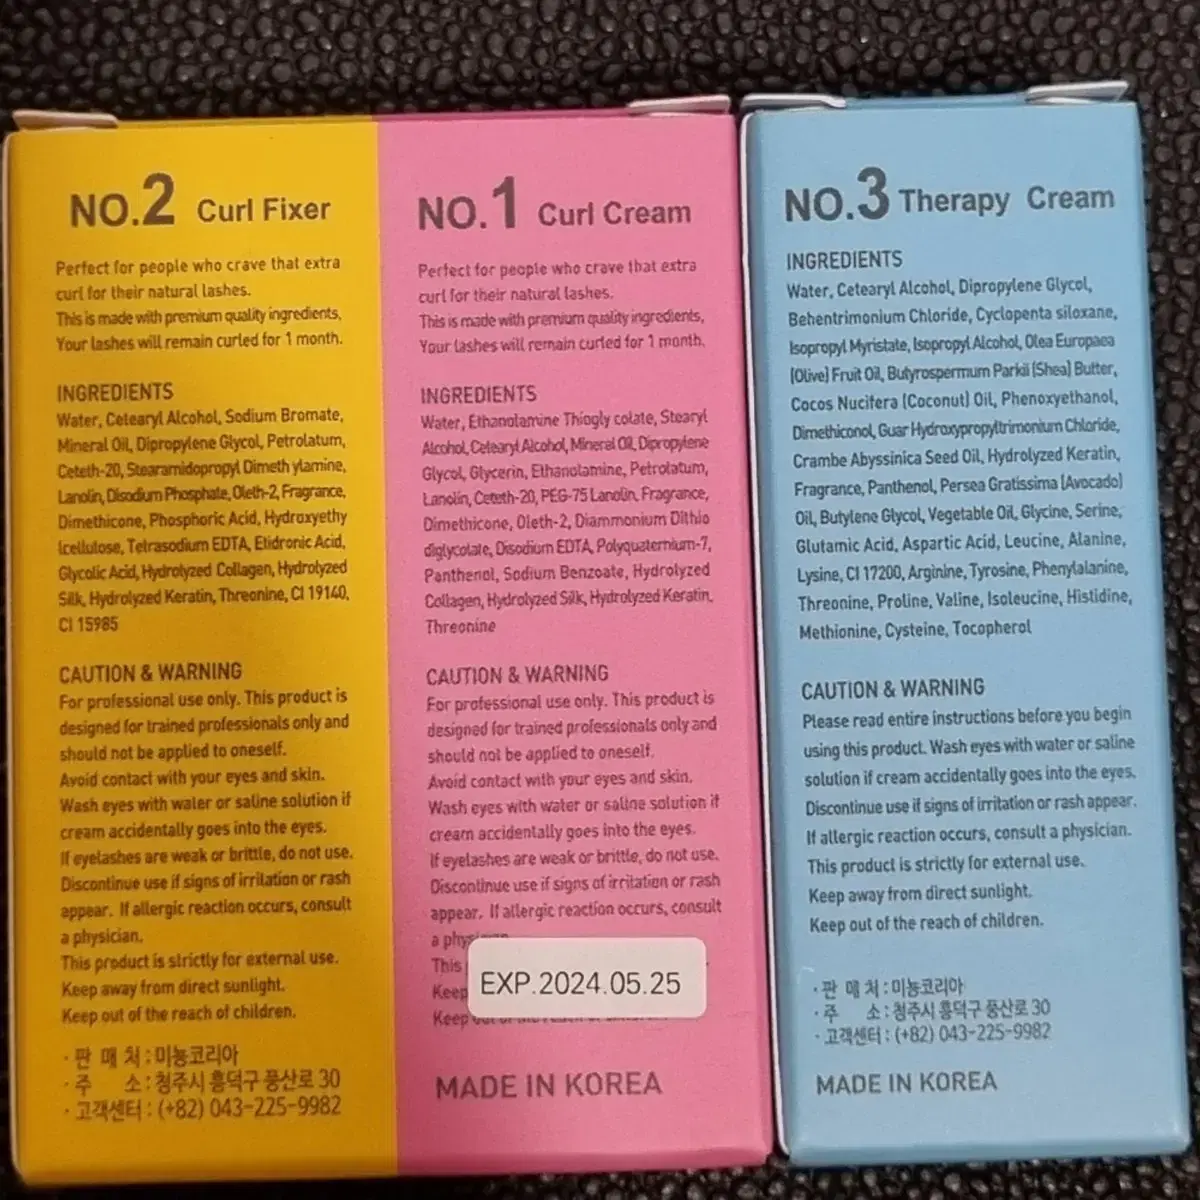 NO.2 Curl Fixer
Perfect for people who crave that extra
curl for their natural lashes.
This is made with premium quality ingredients,
Your lashes will remain curled for 1 month.
INGREDIENTS
Water, Cetearyl Alcohol, Sodium Bromate,
Mineral Oil, Dipropylene Glycol, Petrolatum,
Ceteth-20, Stearamidopropyl Dimeth ylamine,
Lanolin, Disodium Phosphate, Oleth-2, Fragrance,
Dimethicone, Phosphoric Acid, Hydroxyethy
lcellulose, Tetrasodium EDTA, Etidronic Acid,
Glycolic Acid, Hydrolyzed Collagen, Hydrolyzed
Silk, Hydrolyzed Keratin, Threonine, CI 19140,
CI 15985
CAUTION & WARNING
For professional use only. This product is
designed for trained professionals only and
should not be applied to oneself.
Avoid contact with your eyes and skin.
Wash eyes with water or saline solution if
cream accidentally goes into the eyes.
If eyelashes are weak or brittle, do not use.
Discontinue use if signs of irritation or rash
appear. If allergic reaction occurs, consult
a physician.
This product is strictly for external use.
Keep away from direct sunlight.
Keep out of the reach of children.
· 판 매 처 : 미뇽코리아
· 주 소 : 청주시 흥덕구 풍산로 30
· 고객센터 : (+82) 043-225-9982
NO.1 Curl Cream
Perfect for people who crave that extra
curl for their natural lashes.
This is made with premium quality ingredients,
Your lashes will remain curled for 1 month.
INGREDIENTS
Water, Ethanolamine Thiogly colate, Stearyl
Alcohol, Cetearyl Alcohol, Mineral Oil, Dipropylene
Glycol, Glycerin, Ethanolamine, Petrolatum,
Lanolin, Ceteth-20, PEG-75 Lanolin, Fragrance,
Dimethicone, Oleth-2, Diammonium Dithio
diglycolate, Disodium EDTA, Polyquaternium-7,
Panthenol, Sodium Benzoate, Hydrolyzed
Collagen, Hydrolyzed Silk, Hydrolyzed Keratin,
Threonine
CAUTION & WARNING
For professional use only. This product is
designed for trained professionals only and
should not be applied to oneself.
Avoid contact with your eyes and skin.
Wash eyes with water or saline solution if
cream accidentally goes into the eyes.
If eyelashes are weak or brittle, do not use.
Discontinue use if signs of irritation or rash
appear. If allergic reaction occurs, consult
a
This
Keep
Keep
EXP.2024.05.25
MADE IN KOREA
NO.3 Therapy Cream
INGREDIENTS
Water, Cetearyl Alcohol, Dipropylene Glycol,
Behentrimonium Chloride, Cyclopenta siloxane,
Isopropyl Myristate, Isopropyl Alcohol, Olea Europaea
(Olive) Fruit Oil, Butyrospermum Parkii (Shea) Butter,
Cocos Nucifera (Coconut) Oil, Phenoxyethanol,
Dimethiconol, Guar Hydroxypropyltrimonium Chloride,
Crambe Abyssinica Seed Oil, Hydrolyzed Keratin,
Fragrance, Panthenol, Persea Gratissima (Avocado)
Oil, Butylene Glycol, Vegetable Oil, Glycine, Serine,
Glutamic Acid, Aspartic Acid, Leucine, Alanine,
Lysine, CI 17200, Arginine, Tyrosine, Phenylalanine,
Threonine, Proline, Valine, Isoleucine, Histidine,
Methionine, Cysteine, Tocopherol
CAUTION & WARNING
Please read entire instructions before you begin
using this product. Wash eyes with water or saline
solution if cream accidentally goes into the eyes.
Discontinue use if signs of irritation or rash appear.
If allergic reaction occurs, consult a physician.
This product is strictly for external use.
Keep away from direct sunlight.
Keep out of the reach of children.
· 판 매 처 : 미뇽코리아
· 주 소 : 청주시 흥덕구 풍산로 30
· 고객센터 : (+82) 043-225-9982
MADE IN KOREA